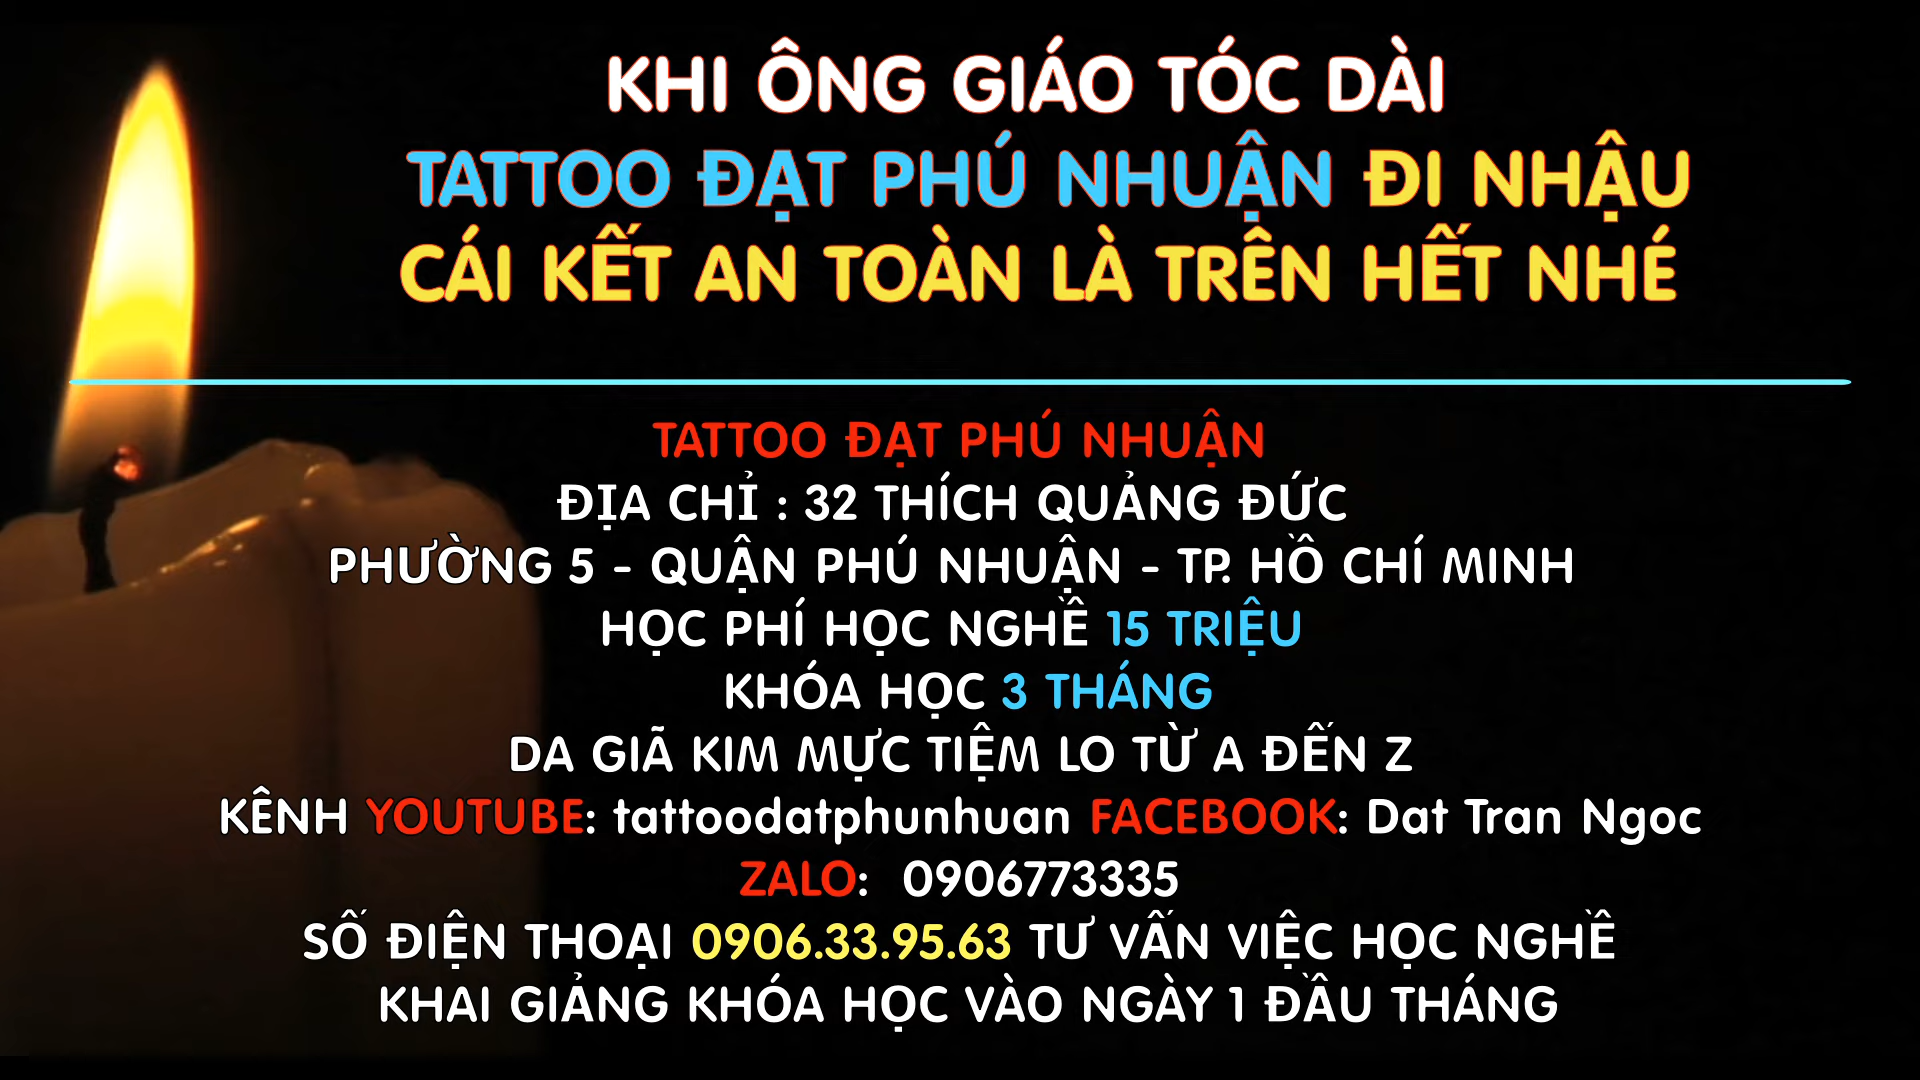 KHI ÔNG GIÁO TÓC DÀI
TATTOO ĐẠT PHÚ NHUẬN ĐI NHẬU
CÁI KẾT AN TOÀN LÀ TRÊN HẾT NHÉ
TATTOO ĐẠT PHÚ NHUẬN
ĐỊA CHỈ : 32 THÍCH QUẢNG ĐỨC
PHƯỜNG 5 - QUẬN PHÚ NHUẬN - TP. HỒ CHÍ MINH
HỌC PHÍ HỌC NGHỀ 15 TRIỆU
KHÓA HỌC 3 THÁNG
DA GIÃ KIM MỰC TIỆM LO TỪ A ĐẾN Z
KÊNH YOUTUBE: tattoodatphunhuan FACEBOOK: Dat Tran Ngoc
ZALO: 0906773335
SỐ ĐIỆN THOẠI 0906.33.95.63 TƯ VẤN VIỆC HỌC NGHỀ
KHAI GIẢNG KHÓA HỌC VÀO NGÀY 1 ĐẦU THÁNG